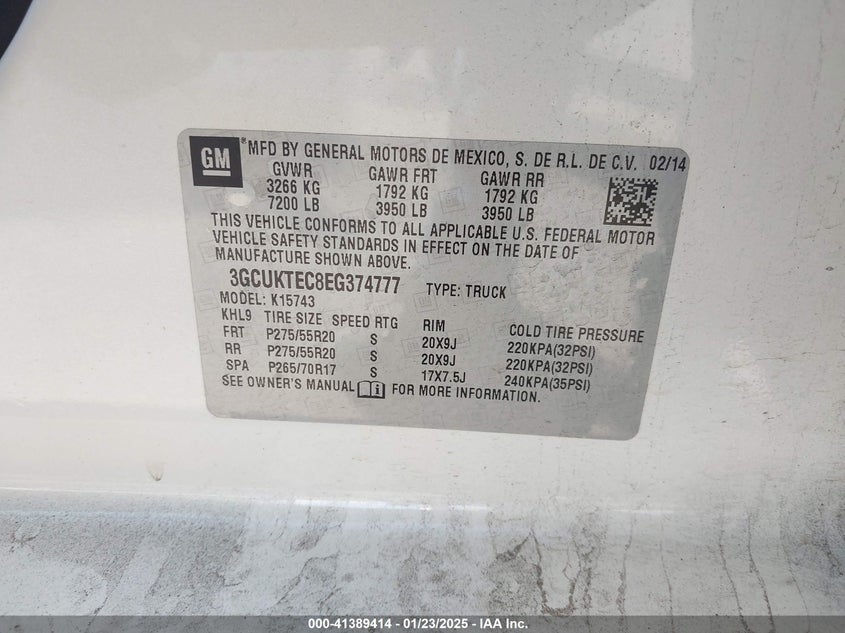 GM
*MFD BY GENERAL MOTORS DE MEXICO, S. DE R.L. DE C.V. 02/14
GVWR GAWR FRT GAWR RR
3266 KG 1792 KG 1792 KG
7200 LB 3950 LB 3950 LB
THIS VEHICLE CONFORMS TO ALL APPLICABLE U.S. FEDERAL MOTOR
VEHICLE SAFETY STANDARDS IN EFFECT ON THE DATE OF
MANUFACTURE SHOWN ABOVE.
3GCUKTEC8EG374777 TYPE: TRUCK
MODEL: K15743
KHL9 TIRE SIZE SPEED RTG RIM COLD TIRE PRESSURE
FRT P275/55R20 S 20X9J 220KPA(32PSI)
RR P275/55R20 S 20X9J 220KPA(32PSI)
SPA P265/70R17 S 17X7.5J 240KPA(35PSI)
SEE OWNER'S MANUAL FOR MORE INFORMATION.
000-41389414 - 01/23/2025 - IAA Inc.